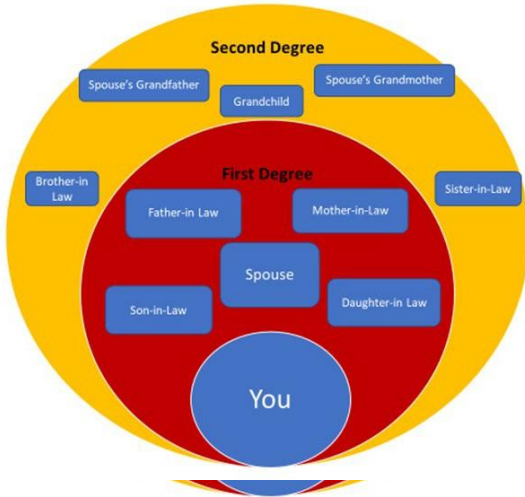 Second Degree
Spouse's Grandfather
Spouse's Grandmother
Grandchild
First Degree
Brother-in
Law
Sister-in-Law
Father-in Law
Mother-in-Law
Spouse
Son-in-Law
Daughter-in Law
You